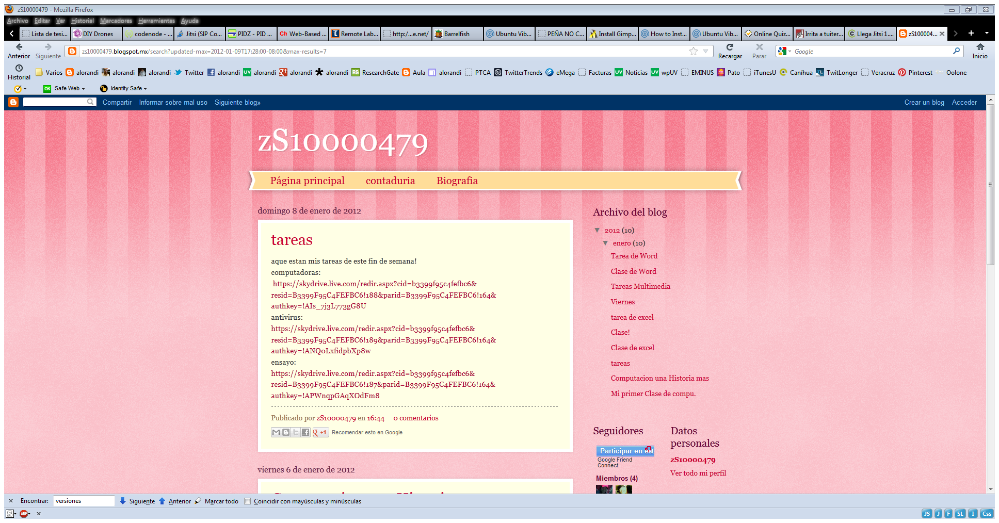 zS10000479 - Mozilla Firefox
Archivo Editar Ver Historial Marcadores Herramientas Ayuda
Lista de tesi... DIY Drones codenode - ... Jitsi (SIP Co... PIDZ - PID ... Web-Based ... Remote Lab... http:/...e.net/ Barrelfish Ubuntu Vib... PEÑA NO C... Install Gimp... How to Inst... Ubuntu Vib... Online Quiz... Irrita a tuiter... Llega Jitsi 1.... zS100004...
Anterior Siguiente zs10000479.blogspot.mx/search?updated-max=2012-01-09T17:28:00-08:00&max-results=7 Recargar Parar Google Inicio
Historial Varios alorandi alorandi alorandi Twitter alorandi alorandi alorandi alorandi ResearchGate Aula alorandi PTCA TwitterTrends eMega Facturas Noticias wpUV EMINUS Pato iTunesU Caníhua TwitLonger Veracruz Pinterest Oolone
OK Safe Web Identity Safe
Compartir Informar sobre mal uso Siguiente blog» Crear un blog Acceder
zS10000479
Página principal contaduria Biografia
domingo 8 de enero de 2012
tareas
aque estan mis tareas de este fin de semana!
computadoras:
https://skydrive.live.com/redir.aspx?cid=b3399f95c4fefbc6&
resid=B3399F95C4FEFBC6!188&parid=B3399F95C4FEFBC6!164&
authkey=!AIs_7j3L773gG8U
antivirus:
https://skydrive.live.com/redir.aspx?cid=b3399f95c4fefbc6&
resid=B3399F95C4FEFBC6!189&parid=B3399F95C4FEFBC6!164&
authkey=!ANQ0LxfidpbXp8w
ensayo:
https://skydrive.live.com/redir.aspx?cid=b3399f95c4fefbc6&
resid=B3399F95C4FEFBC6!187&parid=B3399F95C4FEFBC6!164&
authkey=!APWnqpGAqXOdFm8
Publicado por zS10000479 en 16:44 0 comentarios
+1 Recomendar esto en Google
viernes 6 de enero de 2012
Archivo del blog
▼ 2012 (10)
▼ enero (10)
Tarea de Word
Clase de Word
Tareas Multimedia
Viernes
tarea de excel
Clase!
Clase de excel
tareas
Computacion una Historia mas
Mi primer Clase de compu.
Seguidores
Participar en est
Google Friend
Connect
Miembros (4)
Datos
personales
zS10000479
Ver todo mi perfil
Encontrar: versiones Siguiente Anterior Marcar todo Coincidir con mayúsculas y minúsculas
S ABP JS J F SL I Css